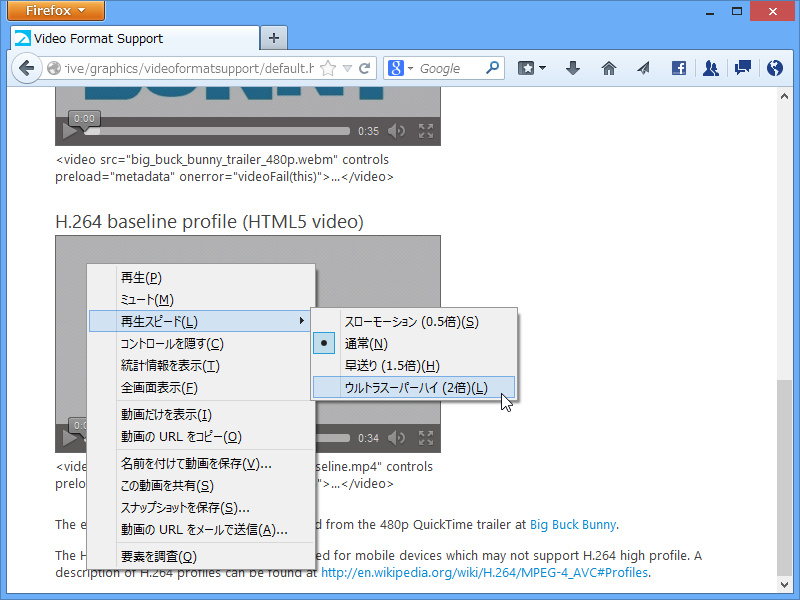 Firefox
Video Format Support
ive/graphics/videoformatsupport/default.h
Google
BUNNY
0:00
0:35
<video src="big_buck_bunny_trailer_480p.webm" controls
preload="metadata" onerror="videoFail(this)">...</video>
H.264 baseline profile (HTML5 video)
再生(P)
ミュート(M)
再生スピード(L)
コントロールを隠す(C)
統計情報を表示(T)
全画面表示(F)
動画だけを表示(I)
動画の URL をコピー(O)
名前を付けて動画を保存(V)...
この動画を共有(S)
スナップショットを保存(S)...
動画の URL をメールで送信(A)...
要素を調査(Q)
スローモーション (0.5倍)(S)
通常(N)
早送り (1.5倍)(H)
ウルトラスーパーハイ (2倍)(L)
0:34
<vide seline.mp4" controls
preloa ">...</video>
The e d from the 480p QuickTime trailer at Big Buck Bunny.
The H ed for mobile devices which may not support H.264 high profile. A
description of H.264 profiles can be found at http://en.wikipedia.org/wiki/H.264/MPEG-4_AVC#Profiles.